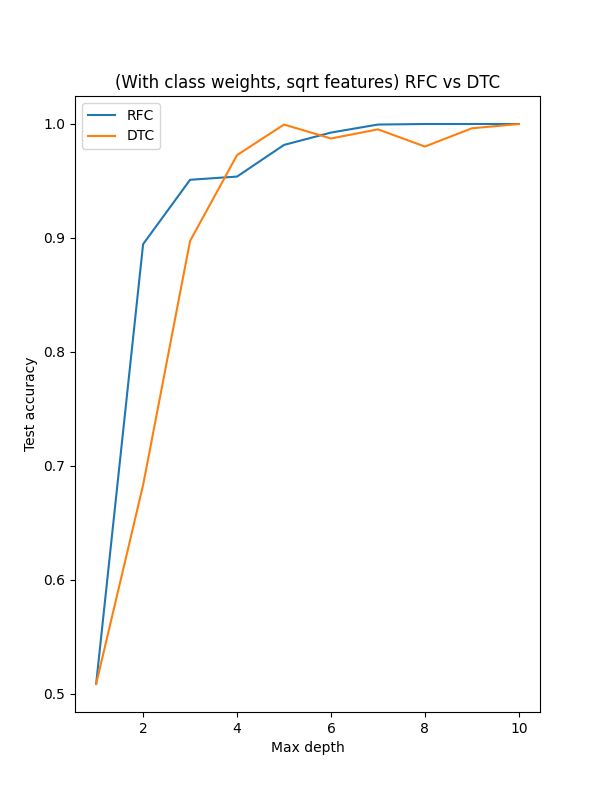 (With class weights, sqrt features) RFC vs DTC
RFC
DTC
1.0
0.9
0.8
0.7
0.6
0.5
Test accuracy
2 4 6 8 10
Max depth